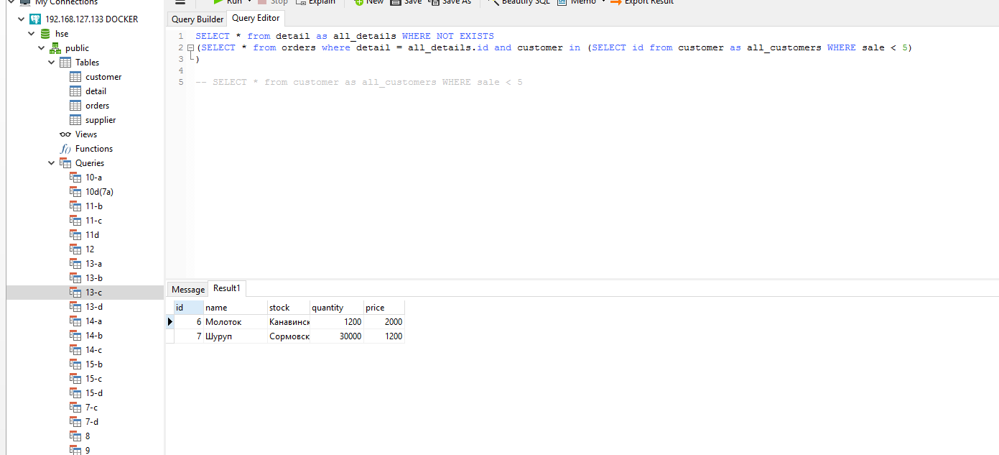 My Connections
Run Stop Explain New Save Save As Beautify SQL Memo Export Result
192.168.127.133 DOCKER
hse
public
Tables
customer
detail
orders
supplier
Views
f() Functions
Queries
10-a
10d(7a)
11-b
11-c
11d
12
13-a
13-b
13-c
13-d
14-a
14-b
14-c
15-b
15-c
15-d
7-c
7-d
8
9
Query Builder Query Editor
1 SELECT * from detail as all_details WHERE NOT EXISTS
2 (SELECT * from orders where detail = all_details.id and customer in (SELECT id from customer as all_customers WHERE sale < 5)
3 )
4
5 -- SELECT * from customer as all_customers WHERE sale < 5
Message Result1
id name stock quantity price
6 Молоток Канавинск 1200 2000
7 Шуруп Сормовск 30000 1200